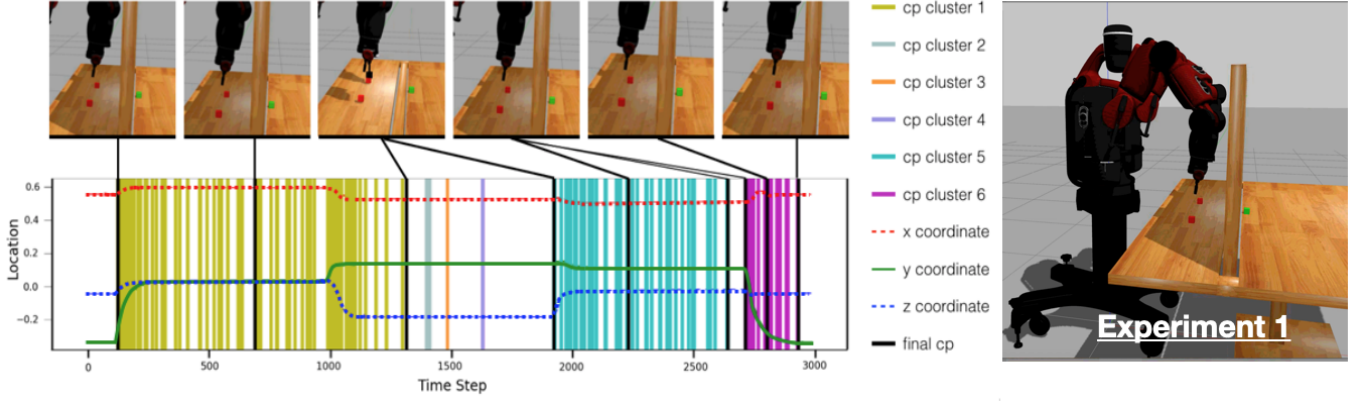 cp cluster 1
cp cluster 2
cp cluster 3
cp cluster 4
cp cluster 5
cp cluster 6
x coordinate
y coordinate
z coordinate
final cp
0.6
0.4
0.2
0.0
−0.2
Location
0 500 1000 1500 2000 2500 3000
Time Step
Experiment 1